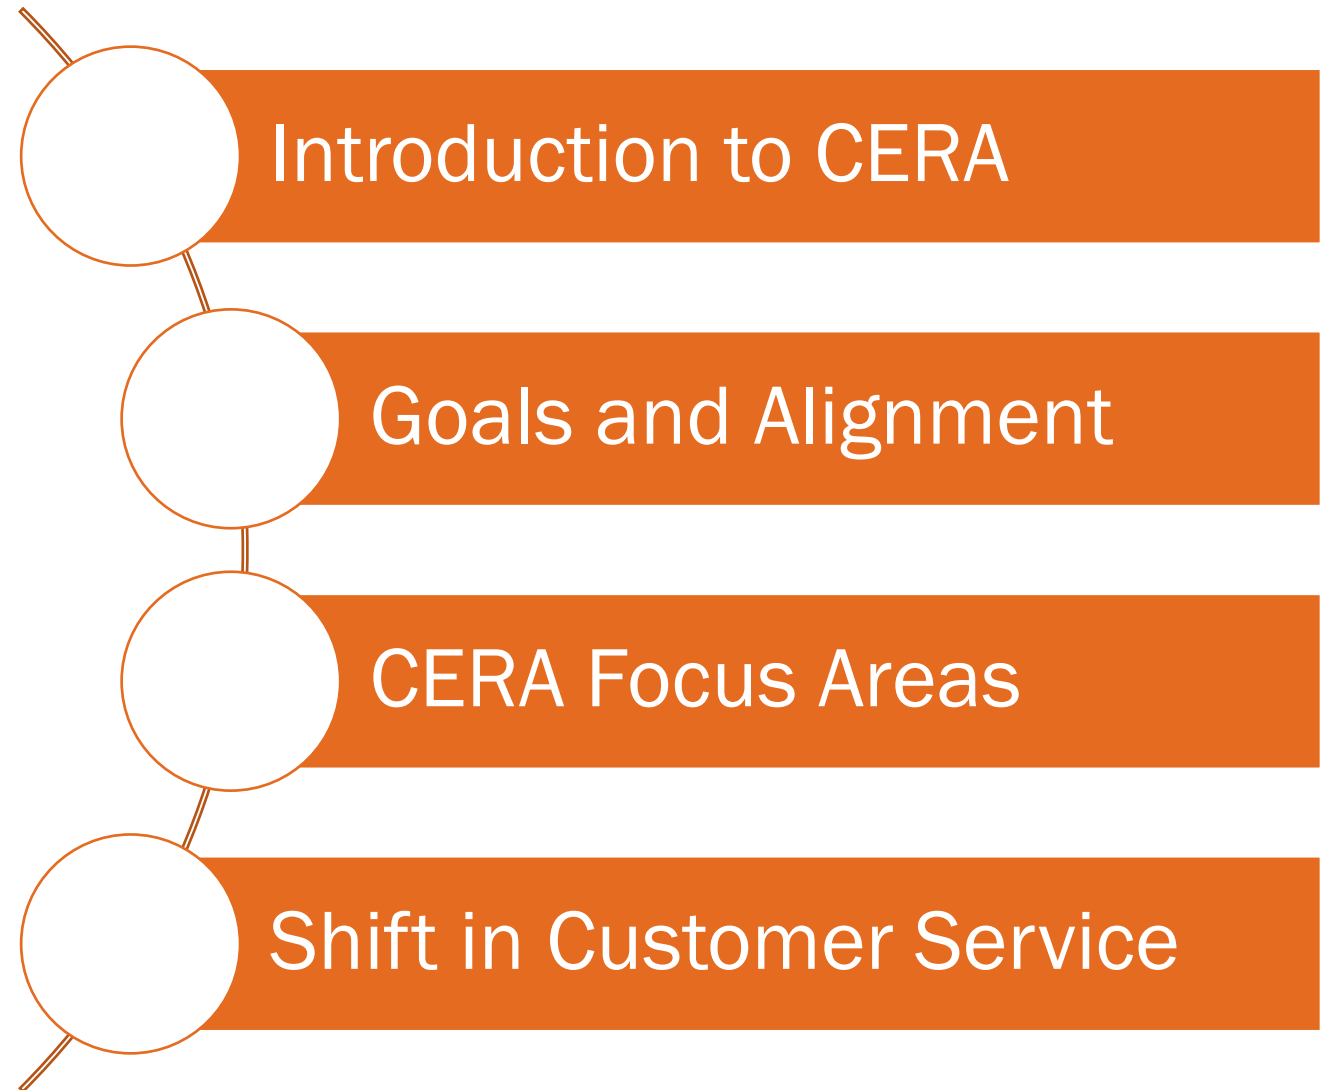 Introduction to CERA
Goals and Alignment
CERA Focus Areas
Shift in Customer Service